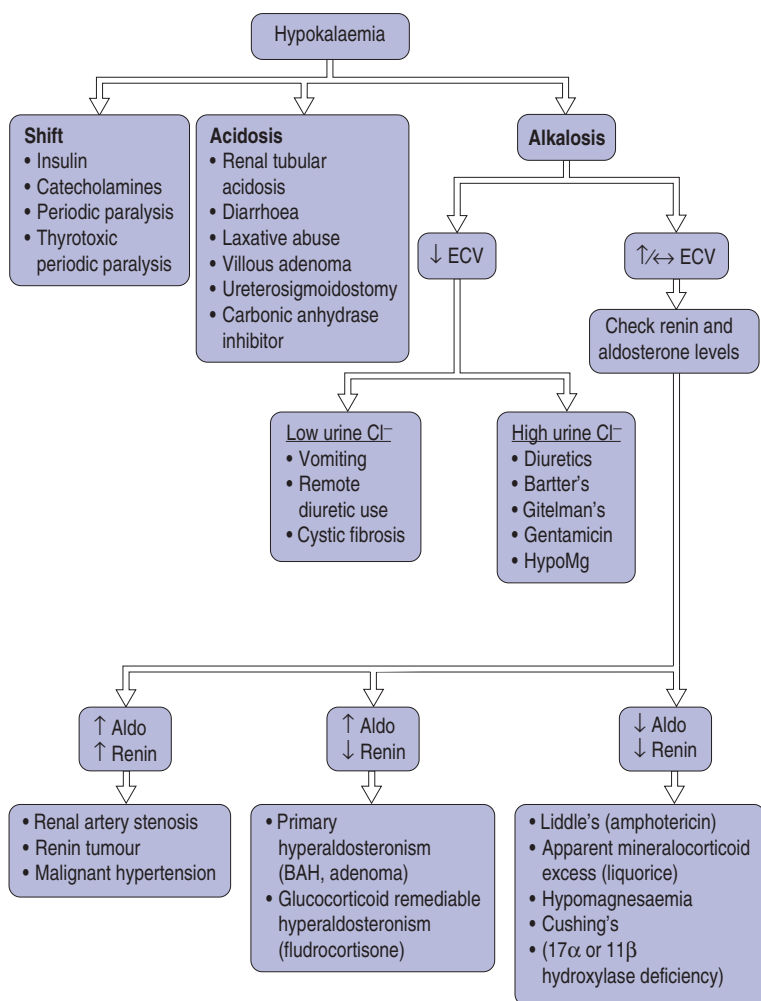 Hypokalaemia
Shift
• Insulin
• Catecholamines
• Periodic paralysis
• Thyrotoxic
periodic paralysis
Acidosis
• Renal tubular
acidosis
• Diarrhoea
• Laxative abuse
• Villous adenoma
• Ureterosigmoidostomy
• Carbonic anhydrase
inhibitor
Alkalosis
↓ ECV
↑/↔ ECV
Check renin and
aldosterone levels
Low urine Cl⁻
• Vomiting
• Remote
diuretic use
• Cystic fibrosis
High urine Cl⁻
• Diuretics
• Bartter's
• Gitelman's
• Gentamicin
• HypoMg
↑ Aldo
↑ Renin
↑ Aldo
↓ Renin
↓ Aldo
↓ Renin
• Renal artery stenosis
• Renin tumour
• Malignant hypertension
• Primary
hyperaldosteronism
(BAH, adenoma)
• Glucocorticoid remediable
hyperaldosteronism
(fludrocortisone)
• Liddle's (amphotericin)
• Apparent mineralocorticoid
excess (liquorice)
• Hypomagnesaemia
• Cushing's
• (17α or 11β
hydroxylase deficiency)